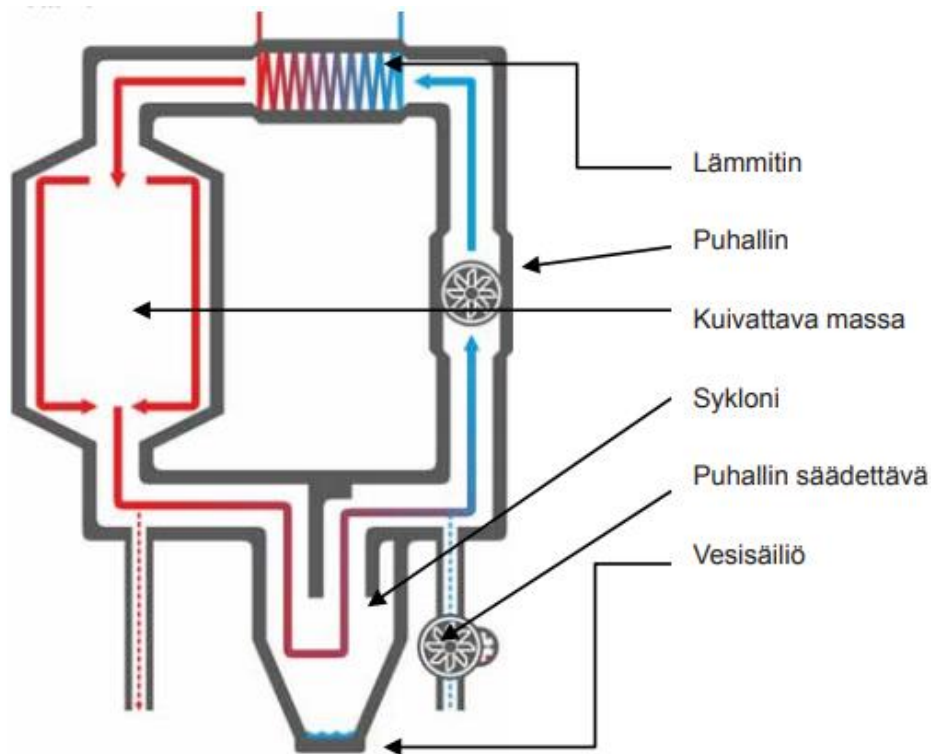 Lämmitin
Puhallin
Kuivattava massa
Sykloni
Puhallin säädettävä
Vesisäiliö